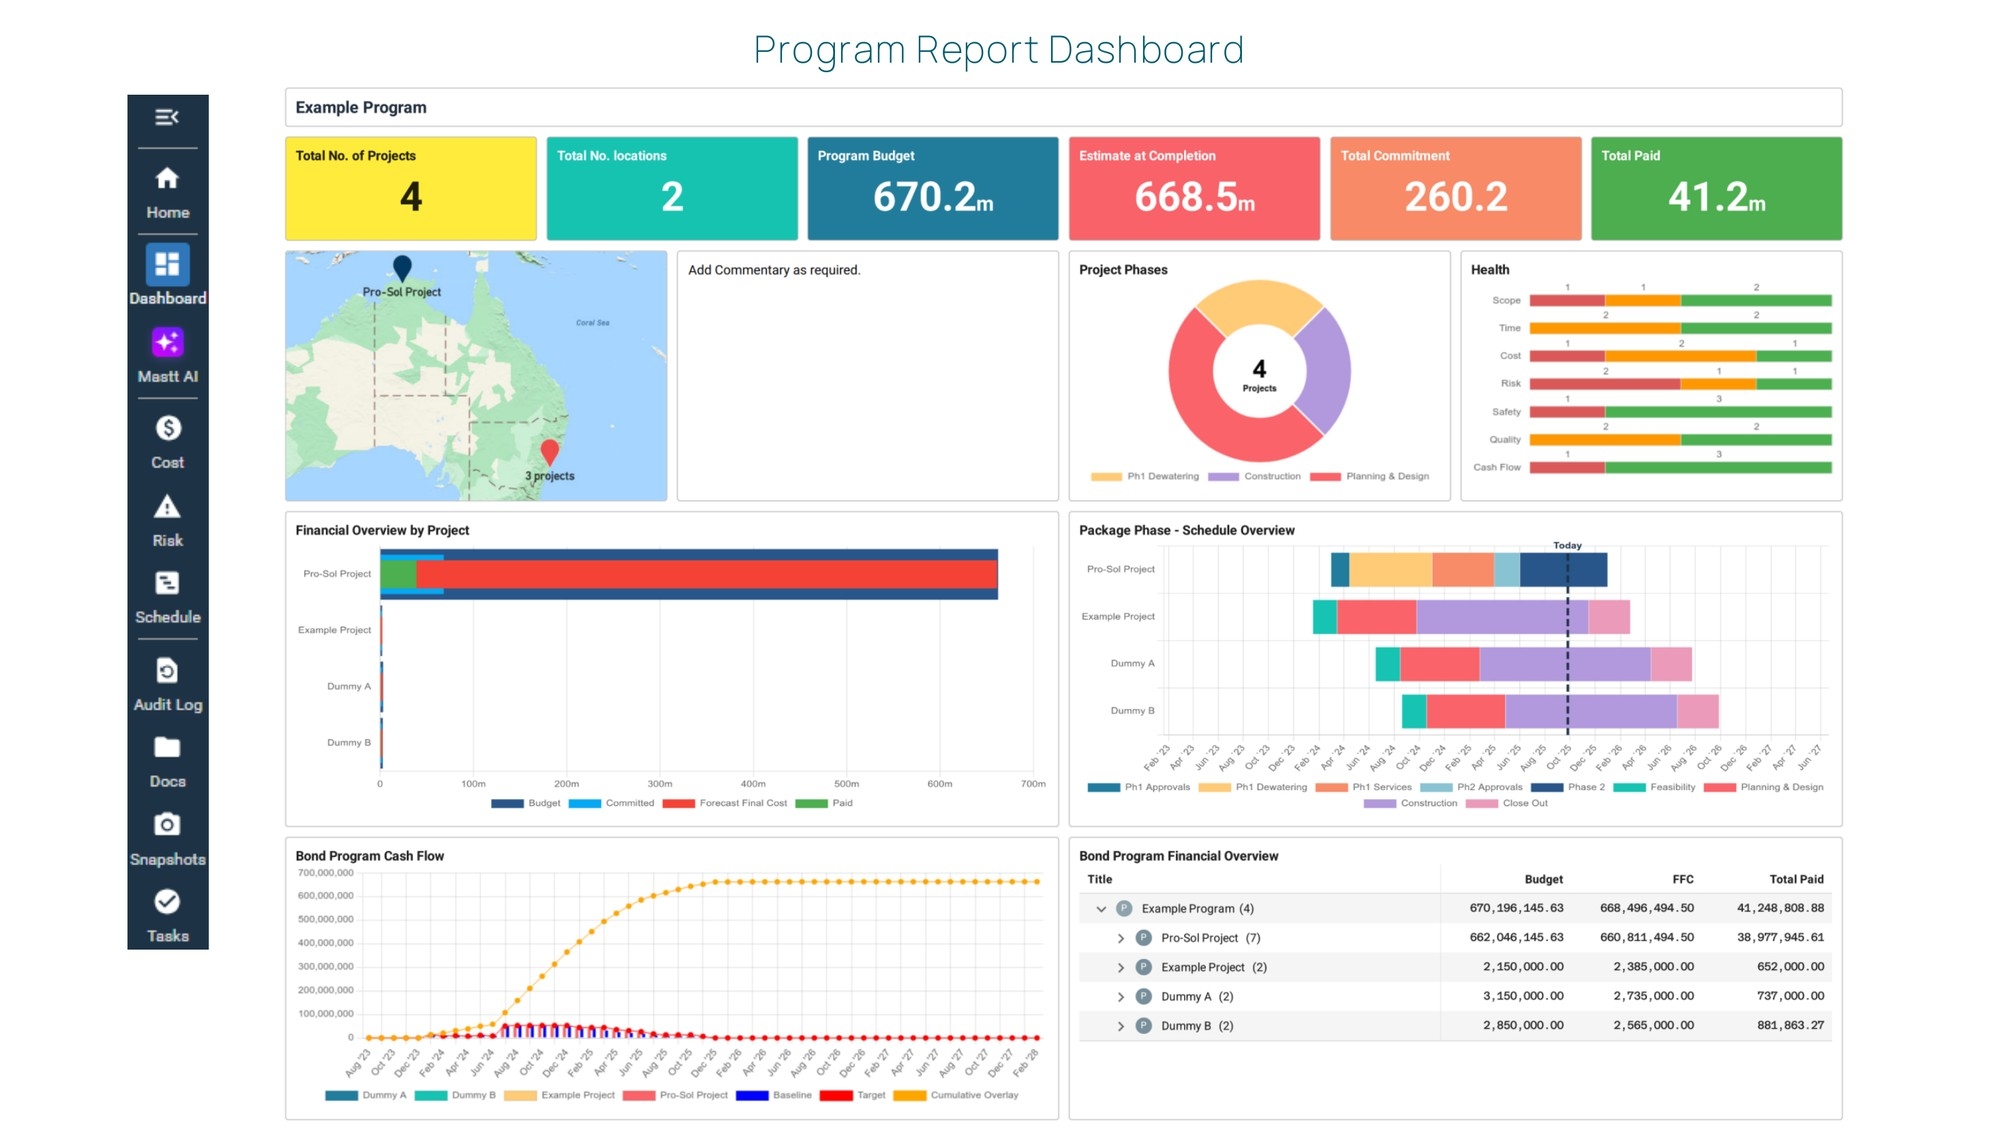 Program Report Dashboard
Home
Dashboard
Mastt AI
Cost
Risk
Schedule
Audit Log
Docs
Snapshots
Tasks
Example Program
Total No. of Projects
4
Total No. locations
2
Program Budget
670.2m
Estimate at Completion
668.5m
Total Commitment
260.2
Total Paid
41.2m
Pro-Sol Project
Coral Sea
3 projects
Add Commentary as required.
Project Phases
4
Projects
Ph1 Dewatering Construction Planning & Design
Health
1 1 2
Scope
2 2
Time
1 2 1
Cost
2 1 1
Risk
1 3
Safety
2 2
Quality
1 3
Cash Flow
Financial Overview by Project
Pro-Sol Project
Example Project
Dummy A
Dummy B
0 100m 200m 300m 400m 500m 600m 700m
Budget Committed Forecast Final Cost Paid
Package Phase - Schedule Overview
Today
Pro-Sol Project
Example Project
Dummy A
Dummy B
Feb '23 Apr '23 Jun '23 Aug '23 Oct '23 Dec '23 Feb '24 Apr '24 Jun '24 Aug '24 Oct '24 Dec '24 Feb '25 Apr '25 Jun '25 Aug '25 Oct '25 Dec '25 Feb '26 Apr '26 Jun '26 Aug '26 Oct '26 Dec '26 Feb '27 Apr '27 Jun '27
Ph1 Approvals Ph1 Dewatering Ph1 Services Ph2 Approvals Phase 2 Feasibility Planning & Design
Construction Close Out
Bond Program Cash Flow
700,000,000
600,000,000
500,000,000
400,000,000
300,000,000
200,000,000
100,000,000
0
Aug '23 Oct '23 Dec '23 Feb '24 Apr '24 Jun '24 Aug '24 Oct '24 Dec '24 Feb '25 Apr '25 Jun '25 Aug '25 Oct '25 Dec '25 Feb '26 Apr '26 Jun '26 Aug '26 Oct '26 Dec '26 Feb '27 Apr '27 Jun '27 Aug '27 Oct '27 Dec '27 Feb '28
Dummy A Dummy B Example Project Pro-Sol Project Baseline Target Cumulative Overlay
Bond Program Financial Overview
Title Budget FFC Total Paid
P Example Program (4) 670,196,145.63 668,496,494.50 41,248,808.88
P Pro-Sol Project (7) 662,046,145.63 660,811,494.50 38,977,945.61
P Example Project (2) 2,150,000.00 2,385,000.00 652,000.00
P Dummy A (2) 3,150,000.00 2,735,000.00 737,000.00
P Dummy B (2) 2,850,000.00 2,565,000.00 881,863.27